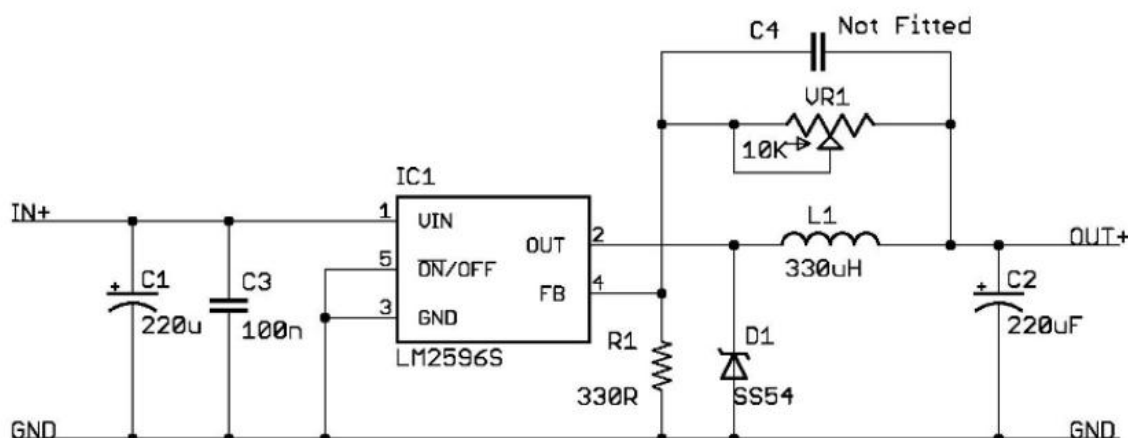 C4
Not Fitted
VR1
10K
IC1
IN+
1
VIN
OUT
2
L1
OUT+
5
ON/OFF
330uH
C1
C3
FB
4
C2
3
GND
220u
100n
220uF
LM2596S
R1
D1
330R
SS54
GND
GND